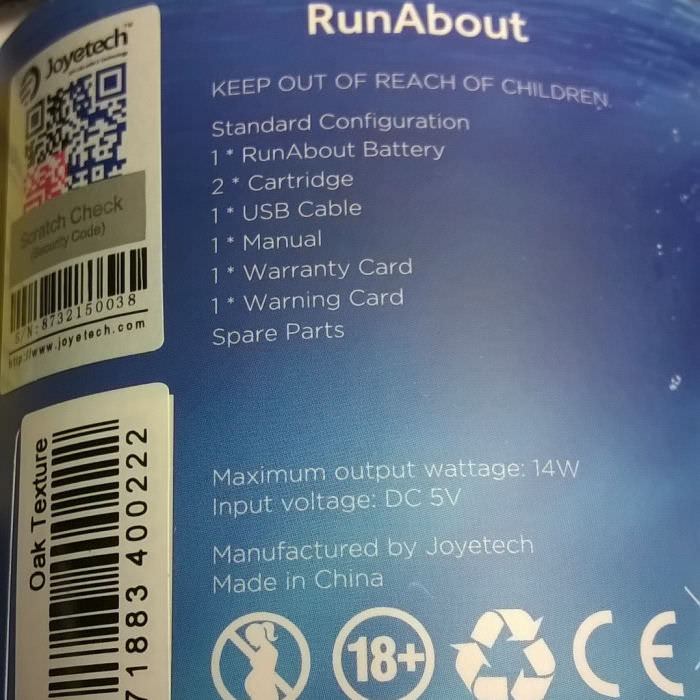 RunAbout
KEEP OUT OF REACH OF CHILDREN.
Standard Configuration
1 * RunAbout Battery
2 * Cartridge
1 * USB Cable
1 * Manual
1 * Warranty Card
1 * Warning Card
Spare Parts
Maximum output wattage: 14W
Input voltage: DC 5V
Manufactured by Joyetech
Made in China
18+
CE
Joyetech™
Scratch Check
(Security Code)
S/N:8732150038
http://www.joyetech.com
Oak Texture
71883 400222